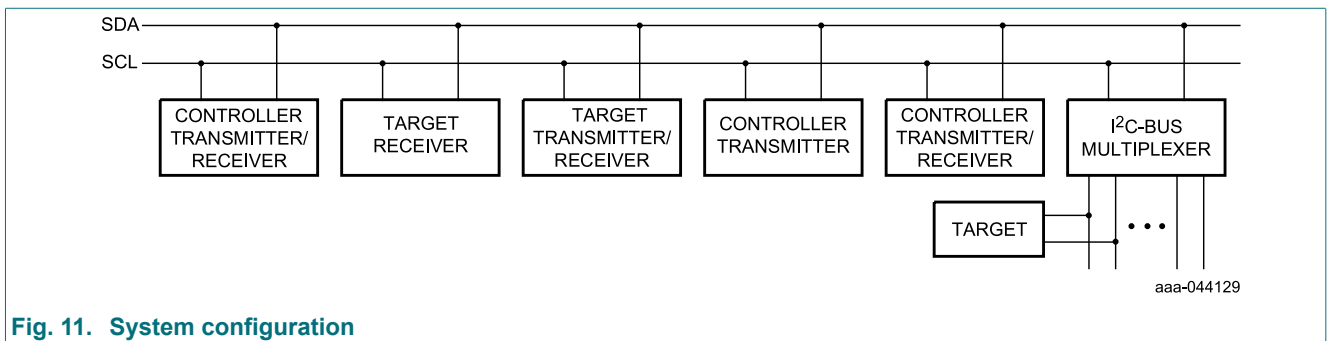 SDA
SCL
CONTROLLER
TRANSMITTER/
RECEIVER
TARGET
RECEIVER
TARGET
TRANSMITTER/
RECEIVER
CONTROLLER
TRANSMITTER
CONTROLLER
TRANSMITTER/
RECEIVER
I²C-BUS
MULTIPLEXER
TARGET
aaa-044129
Fig. 11. System configuration